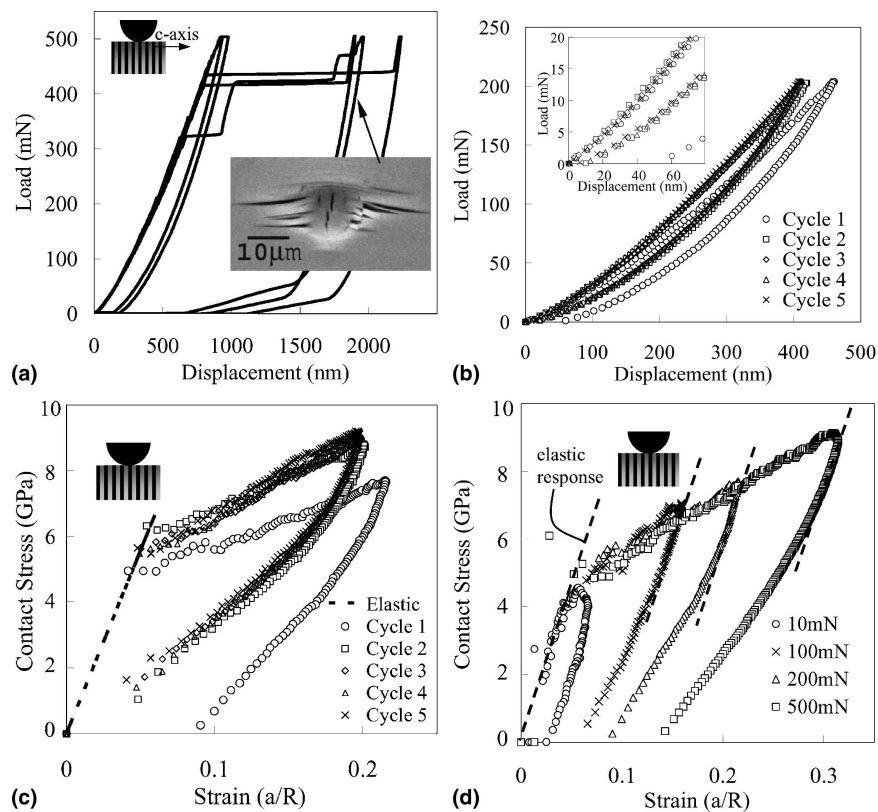 600
500
400
300
200
100
0
Load (mN)
c-axis
10μm
0
500
1000
1500
2000
Displacement (nm)
(a)
250
200
150
100
50
0
Load (mN)
20
15
10
5
0
Load (mN)
0
20
40
60
Displacement (nm)
Cycle 1
Cycle 2
Cycle 3
Cycle 4
Cycle 5
0
100
200
300
400
500
Displacement (nm)
(b)
10
8
6
4
2
0
Contact Stress (GPa)
Elastic
Cycle 1
Cycle 2
Cycle 3
Cycle 4
Cycle 5
0
0.1
0.2
Strain (a/R)
(c)
10
8
6
4
2
0
Contact Stress (GPa)
elastic
response
10mN
100mN
200mN
500mN
0
0.1
0.2
0.3
Strain (a/R)
(d)